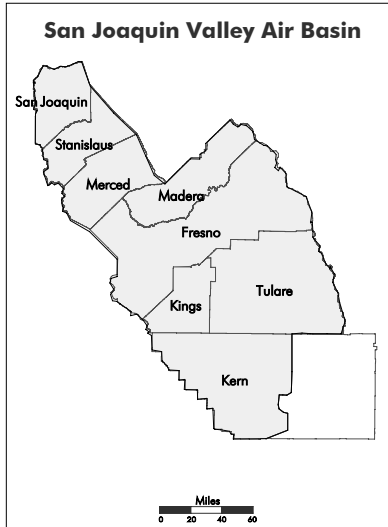 San Joaquin Valley Air Basin
San Joaquin
Stanislaus
Merced
Madera
Fresno
Kings
Tulare
Kern
Miles
0 20 40 60